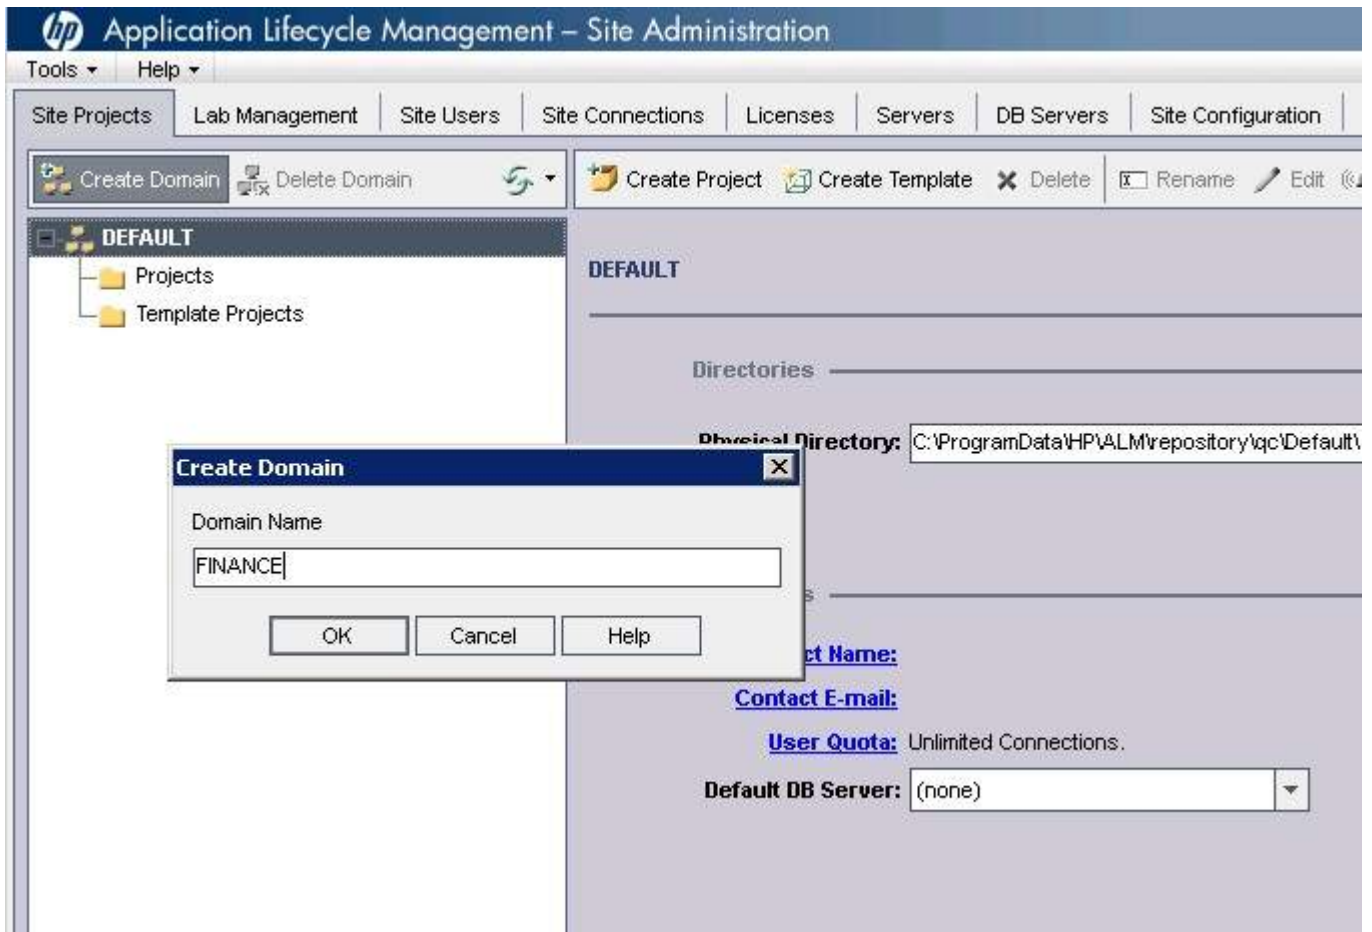 hp Application Lifecycle Management – Site Administration
Tools Help
Site Projects Lab Management Site Users Site Connections Licenses Servers DB Servers Site Configuration
Create Domain Delete Domain Create Project Create Template Delete Rename Edit
DEFAULT
Projects
Template Projects
DEFAULT
Directories
Physical Directory: C:\ProgramData\HP\ALM\repository\qc\Default\
Create Domain
Domain Name
FINANCE
OK Cancel Help
Name:
Contact E-mail:
User Quota: Unlimited Connections.
Default DB Server: (none)